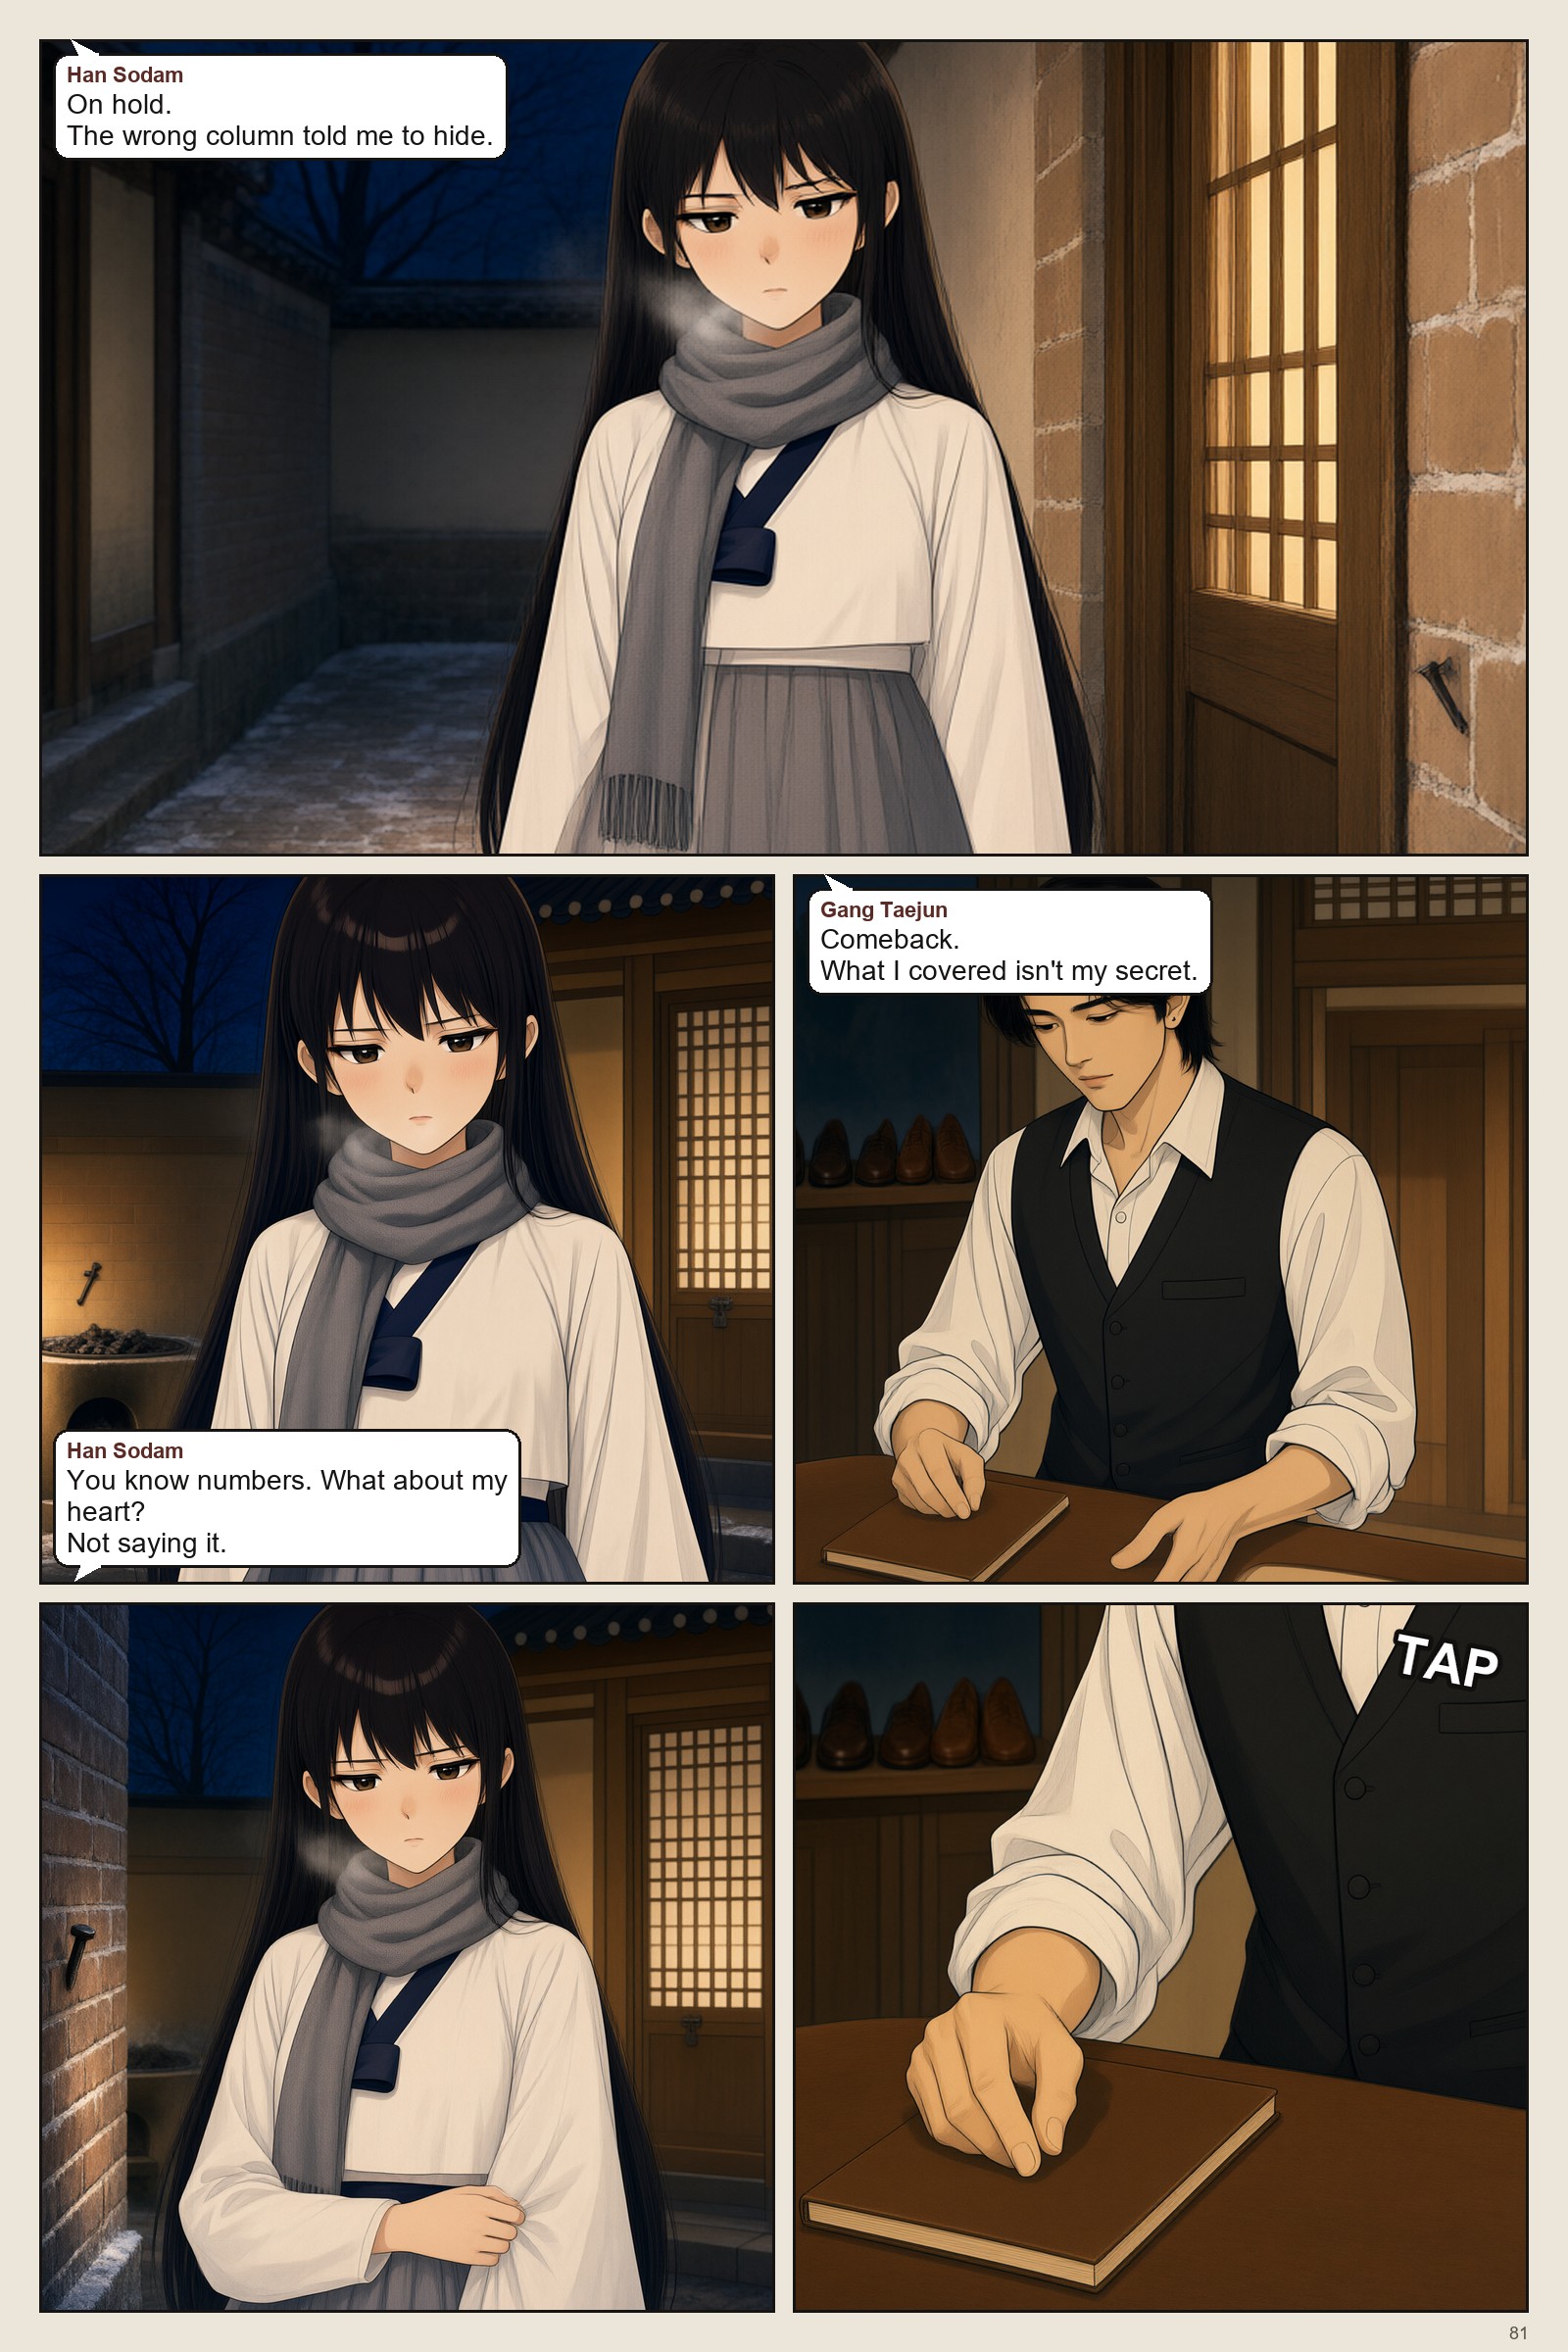 Han Sodam
On hold.
The wrong column told me to hide.
Han Sodam
You know numbers. What about my
heart?
Not saying it.
Gang Taejun
Comeback.
What I covered isn't my secret.
TAP
81